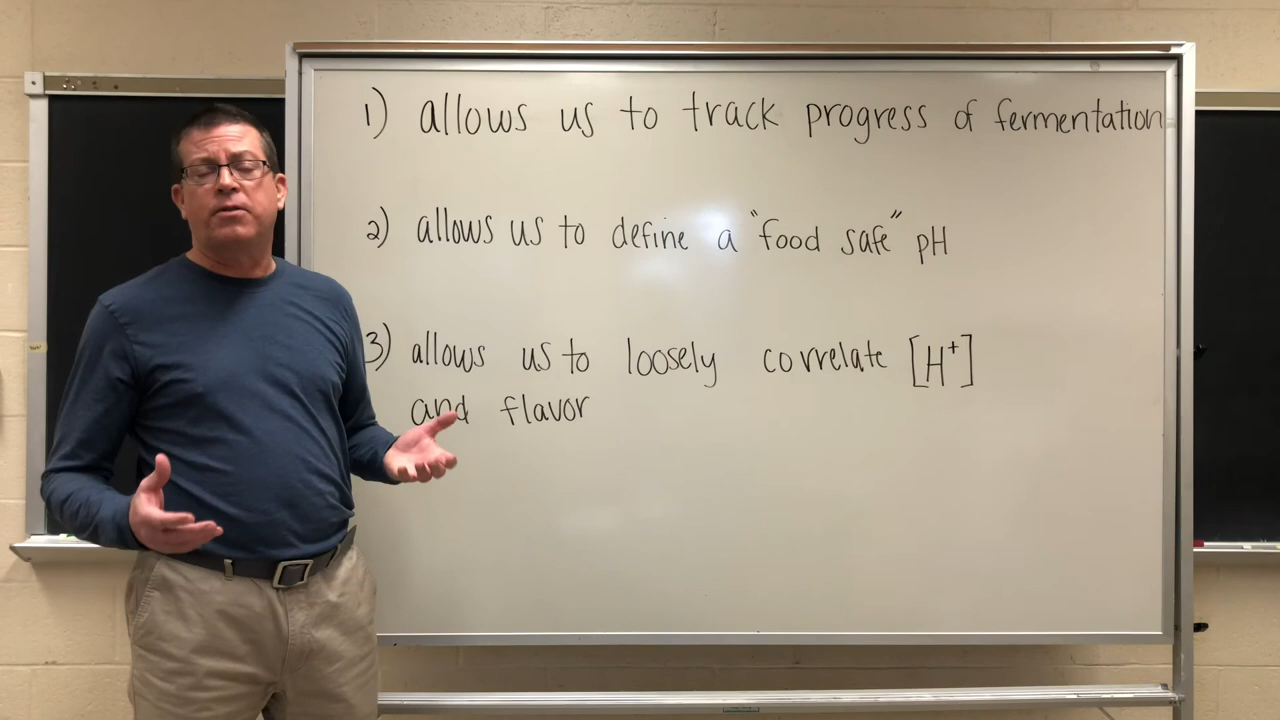 1) allows us to track progress of fermentation
2) allows us to define a "food safe" pH
3) allows us to loosely correlate [H⁺]
and flavor